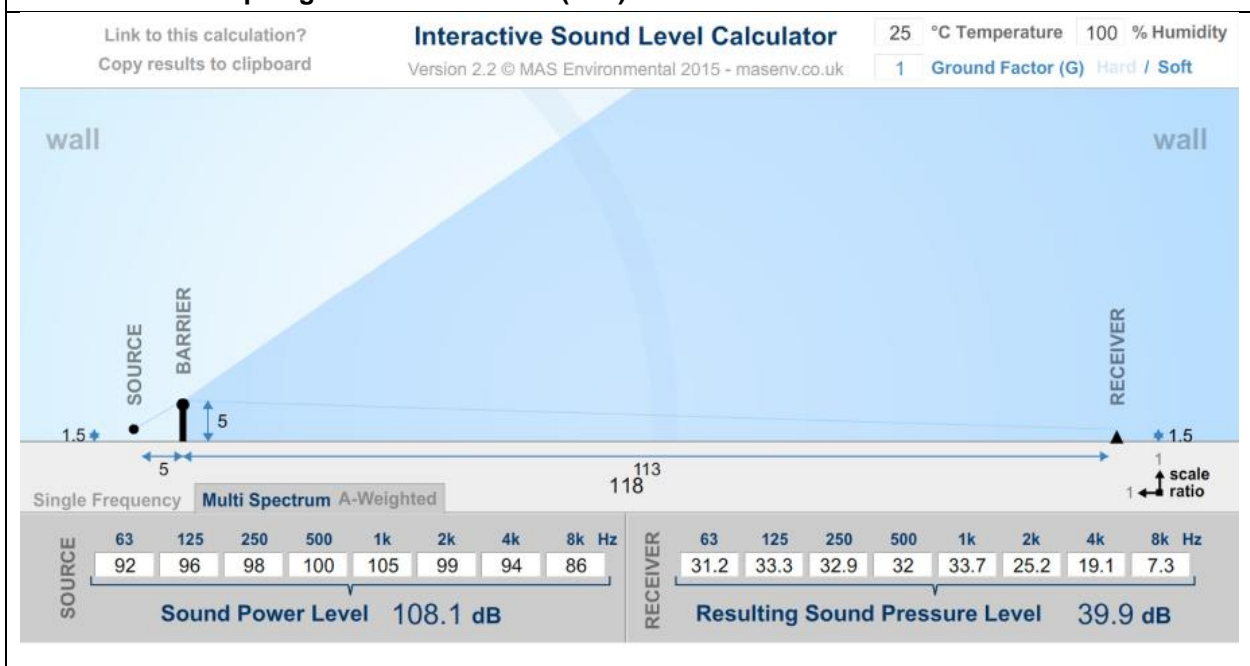 Link to this calculation?
Copy results to clipboard
Interactive Sound Level Calculator
Version 2.2 © MAS Environmental 2015 - masenv.co.uk
25 °C Temperature 100 % Humidity
1 Ground Factor (G) Hard / Soft
wall
wall
SOURCE
BARRIER
RECEIVER
1.5
5
1.5
5
113
118
1
scale
1 ratio
Single Frequency Multi Spectrum A-Weighted
SOURCE
63 125 250 500 1k 2k 4k 8k Hz
92 96 98 100 105 99 94 86
Sound Power Level 108.1 dB
RECEIVER
63 125 250 500 1k 2k 4k 8k Hz
31.2 33.3 32.9 32 33.7 25.2 19.1 7.3
Resulting Sound Pressure Level 39.9 dB